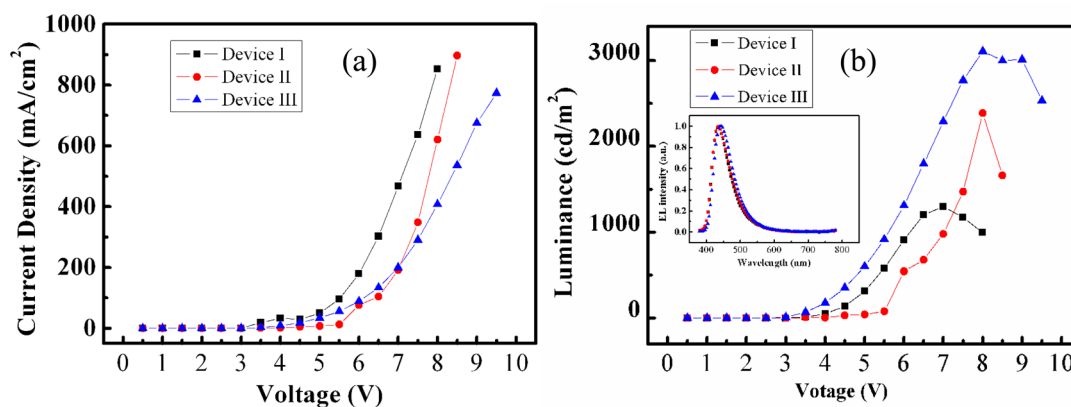 Current Density (mA/cm²)
1000
800
600
400
200
0
Device I
Device II
Device III
(a)
0 1 2 3 4 5 6 7 8 9 10
Voltage (V)
Luminance (cd/m²)
3000
2000
1000
0
Device I
Device II
Device III
(b)
EL intensity (a.u.)
1.0
0.8
0.6
0.4
0.2
0.0
400 500 600 700 800
Wavelength (nm)
0 1 2 3 4 5 6 7 8 9 10
Votage (V)